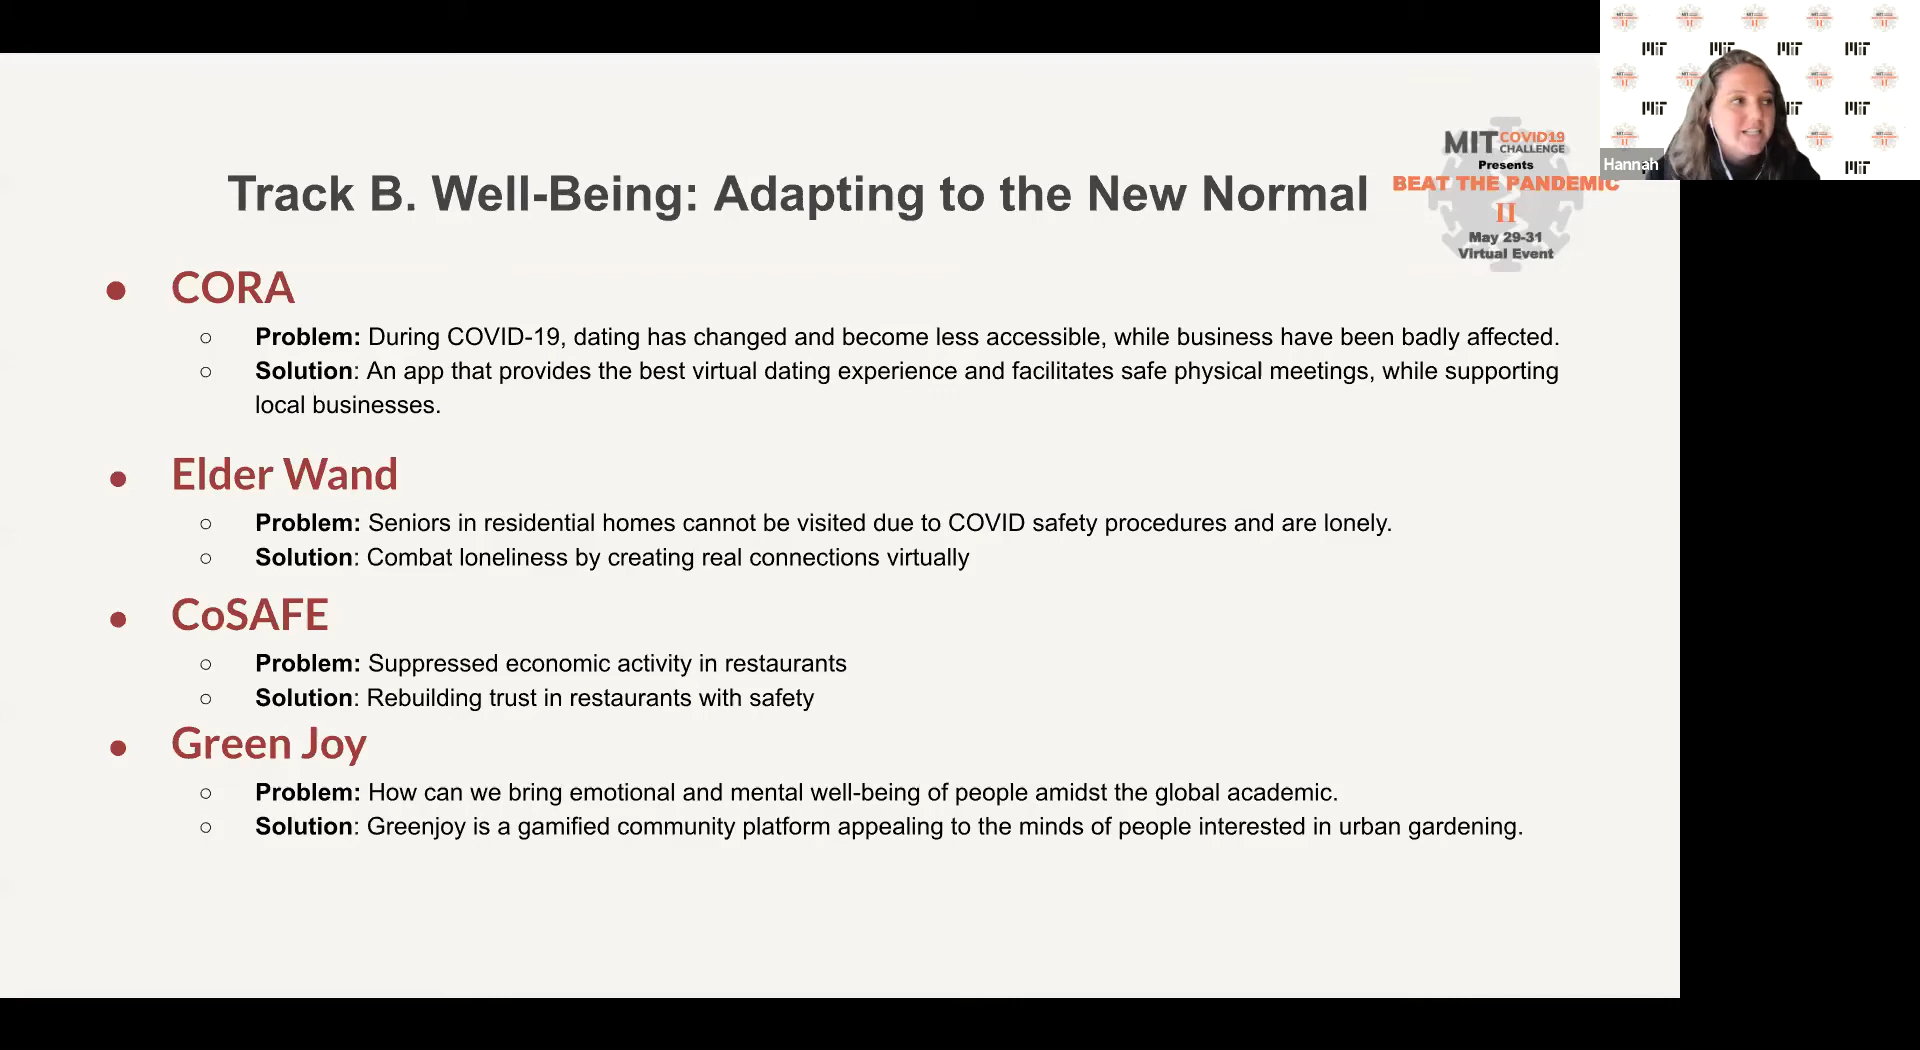 Track B. Well-Being: Adapting to the New Normal
MIT COVID19 CHALLENGE
Presents
BEAT THE PANDEMIC
II
May 29-31
Virtual Event
Hannah
● CORA
○ Problem: During COVID-19, dating has changed and become less accessible, while business have been badly affected.
○ Solution: An app that provides the best virtual dating experience and facilitates safe physical meetings, while supporting
local businesses.
● Elder Wand
○ Problem: Seniors in residential homes cannot be visited due to COVID safety procedures and are lonely.
○ Solution: Combat loneliness by creating real connections virtually
● CoSAFE
○ Problem: Suppressed economic activity in restaurants
○ Solution: Rebuilding trust in restaurants with safety
● Green Joy
○ Problem: How can we bring emotional and mental well-being of people amidst the global academic.
○ Solution: Greenjoy is a gamified community platform appealing to the minds of people interested in urban gardening.